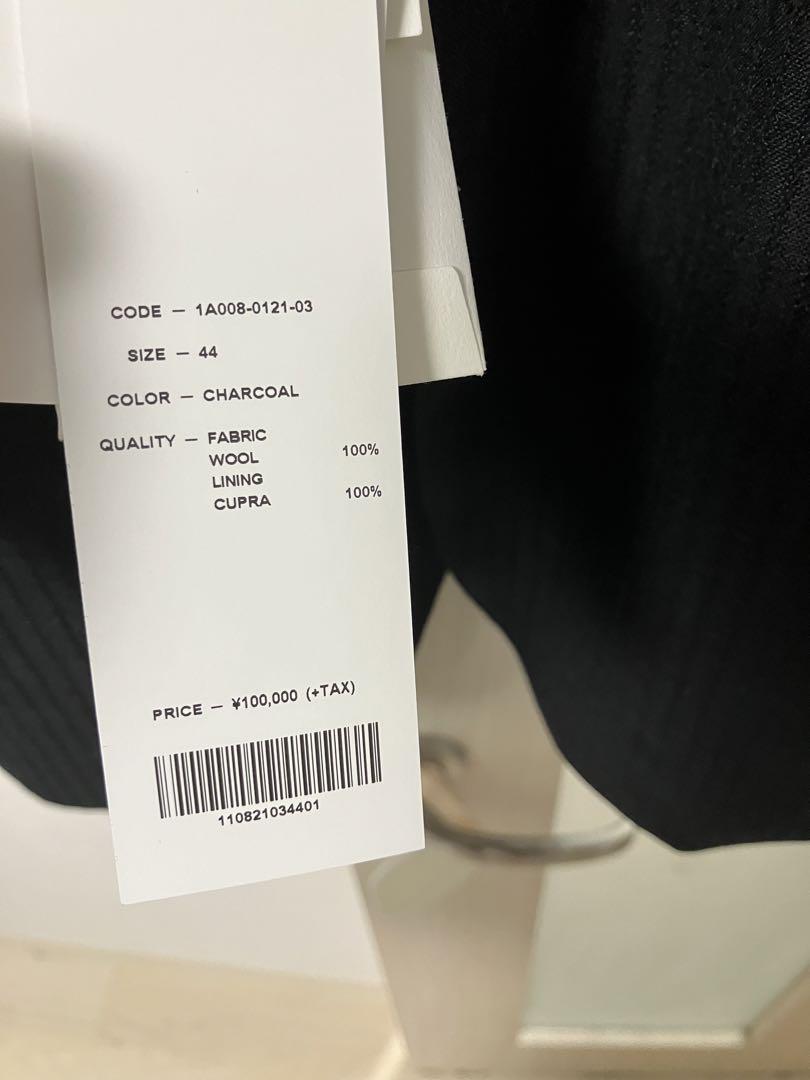 CODE — 1A008-0121-03
SIZE — 44
COLOR — CHARCOAL
QUALITY — FABRIC
WOOL 100%
LINING
CUPRA 100%
PRICE — ¥100,000 (+TAX)
110821034401